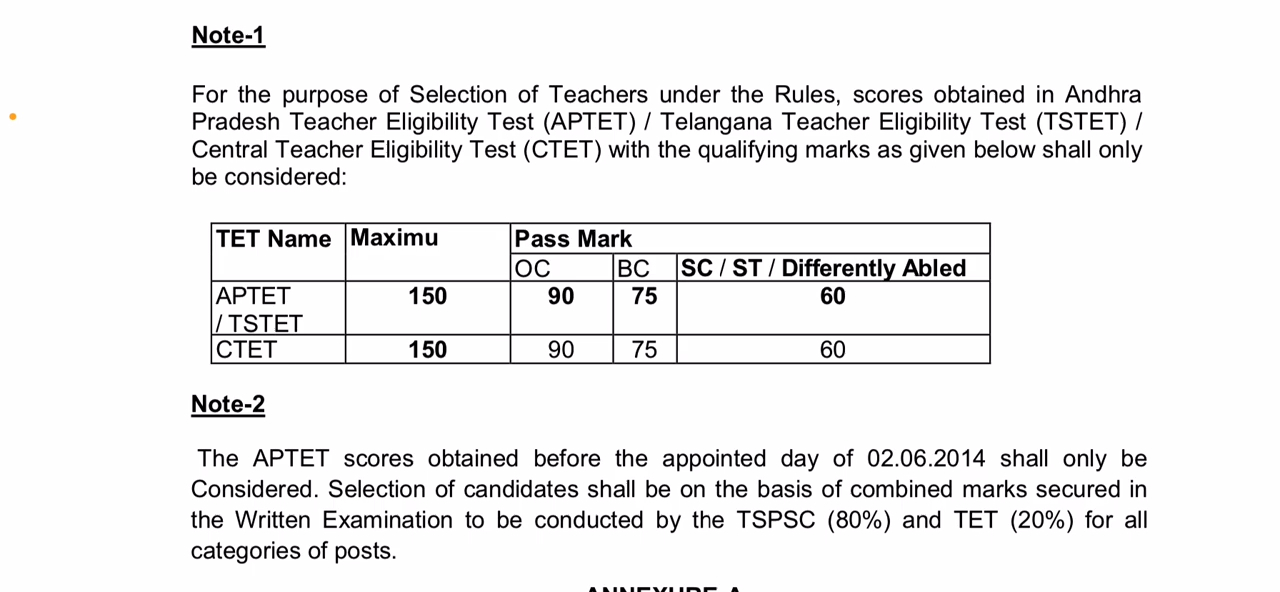 Note-1
For the purpose of Selection of Teachers under the Rules, scores obtained in Andhra
Pradesh Teacher Eligibility Test (APTET) / Telangana Teacher Eligibility Test (TSTET) /
Central Teacher Eligibility Test (CTET) with the qualifying marks as given below shall only
be considered:
TET Name Maximu Pass Mark
OC BC SC / ST / Differently Abled
APTET 150 90 75 60
/ TSTET
CTET 150 90 75 60
Note-2
The APTET scores obtained before the appointed day of 02.06.2014 shall only be
Considered. Selection of candidates shall be on the basis of combined marks secured in
the Written Examination to be conducted by the TSPSC (80%) and TET (20%) for all
categories of posts.
ANNEXURE-A